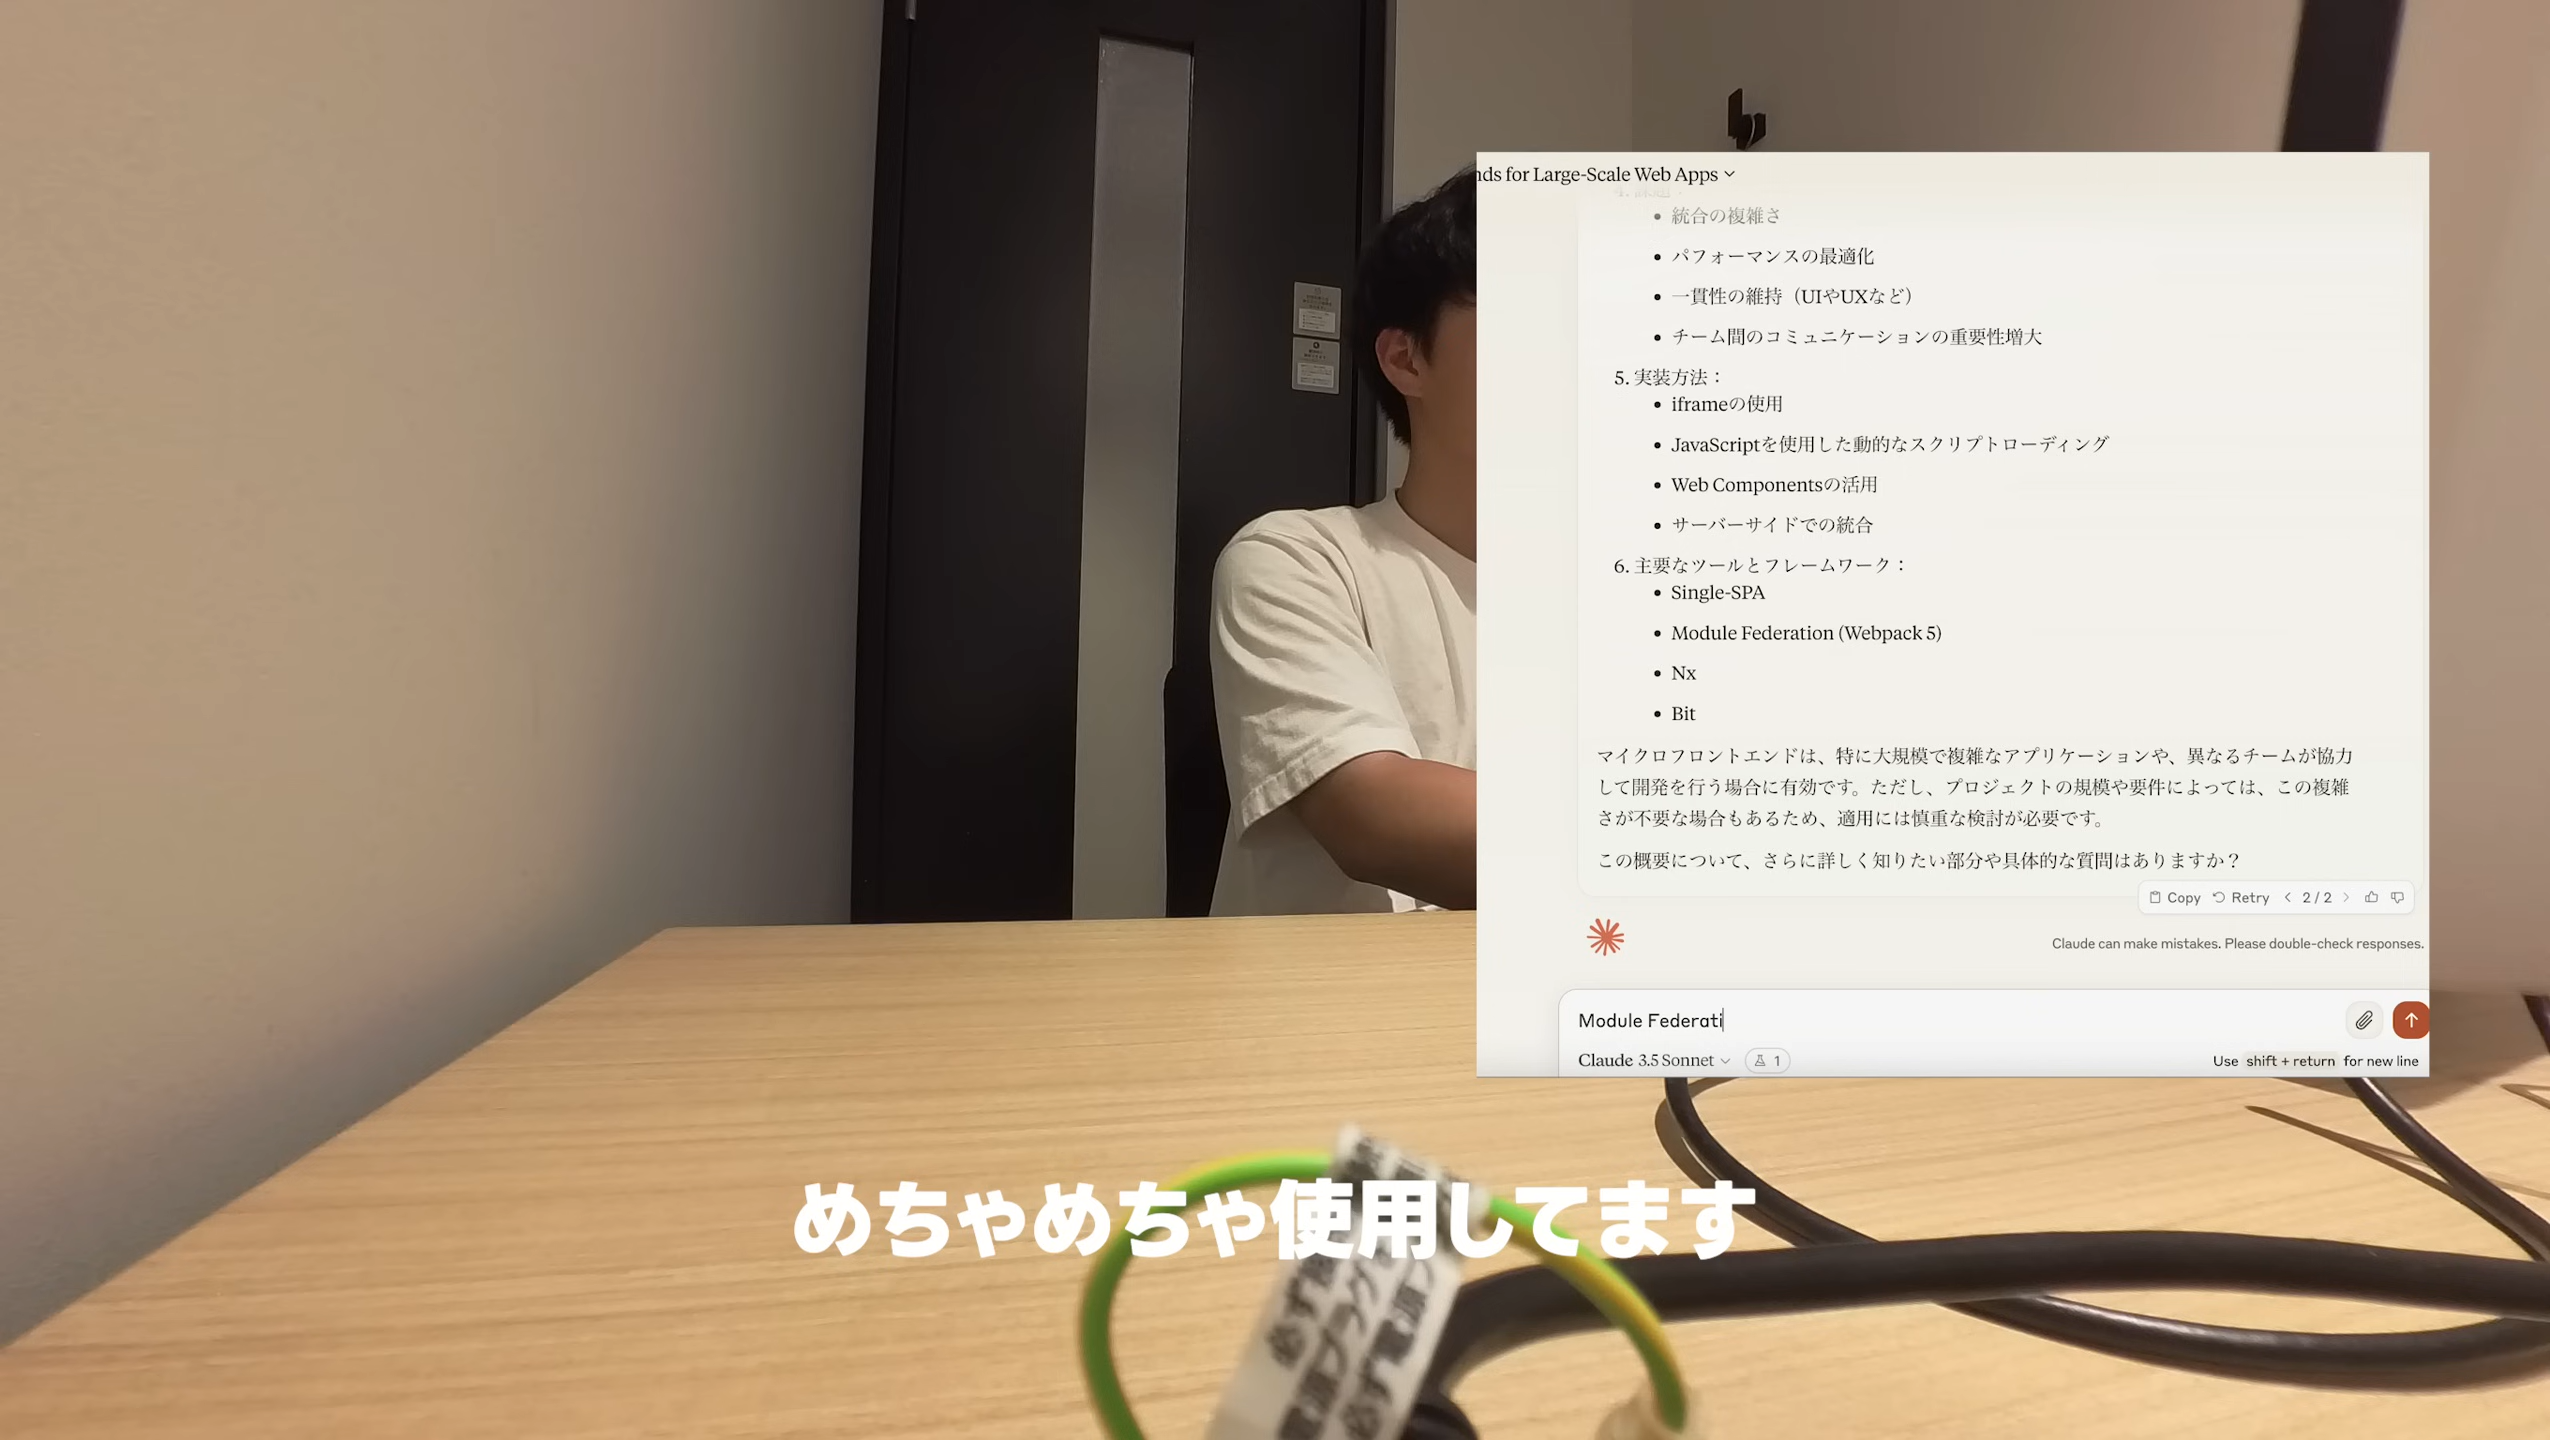 nds for Large-Scale Web Apps
統合の複雑さ
パフォーマンスの最適化
一貫性の維持（UIやUXなど）
チーム間のコミュニケーションの重要性増大
5. 実装方法：
iframeの使用
JavaScriptを使用した動的なスクリプトローディング
Web Componentsの活用
サーバーサイドでの統合
6. 主要なツールとフレームワーク：
Single-SPA
Module Federation (Webpack 5)
Nx
Bit
マイクロフロントエンドは、特に大規模で複雑なアプリケーションや、異なるチームが協力
して開発を行う場合に有効です。ただし、プロジェクトの規模や要件によっては、この複雑
さが不要な場合もあるため、適用には慎重な検討が必要です。
この概要について、さらに詳しく知りたい部分や具体的な質問はありますか？
Copy Retry 2 / 2
Claude can make mistakes. Please double-check responses.
Module Federati
Claude 3.5 Sonnet 1
Use shift + return for new line
めちゃめちゃ使用してます
必ず
電源プラグを
必ず電源プ